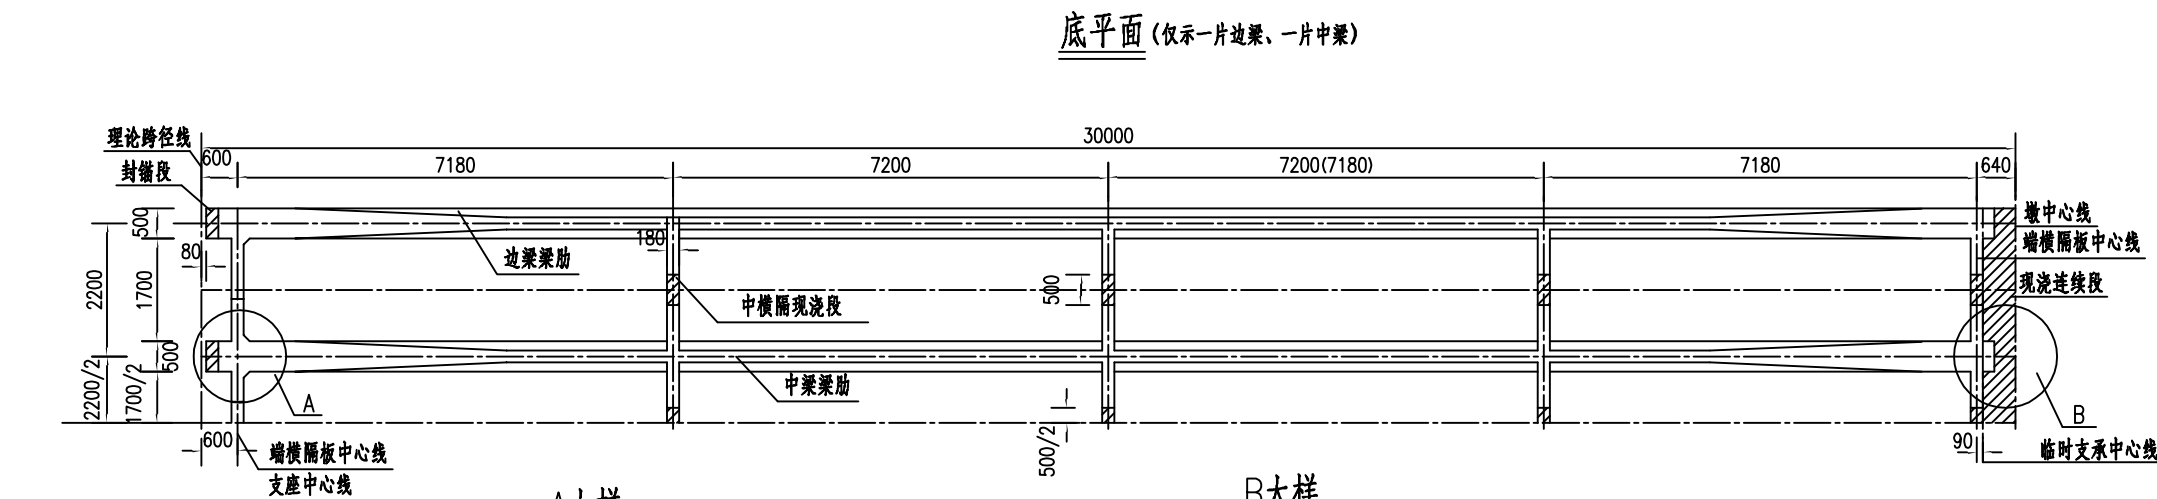 底平面 (仅示一片边梁、一片中梁)
30000
理论跨径线
600
7180
7200
7200(7180)
7180
640
封锚段
500
墩中心线
180
端横隔板中心线
80
边梁梁肋
2200
1700
500
现浇连续段
中横隔现浇段
500
2200/2
1700/2
中梁梁肋
A
B
500/2
600
90
端横隔板中心线
临时支承中心线
支座中心线
A大样
B大样